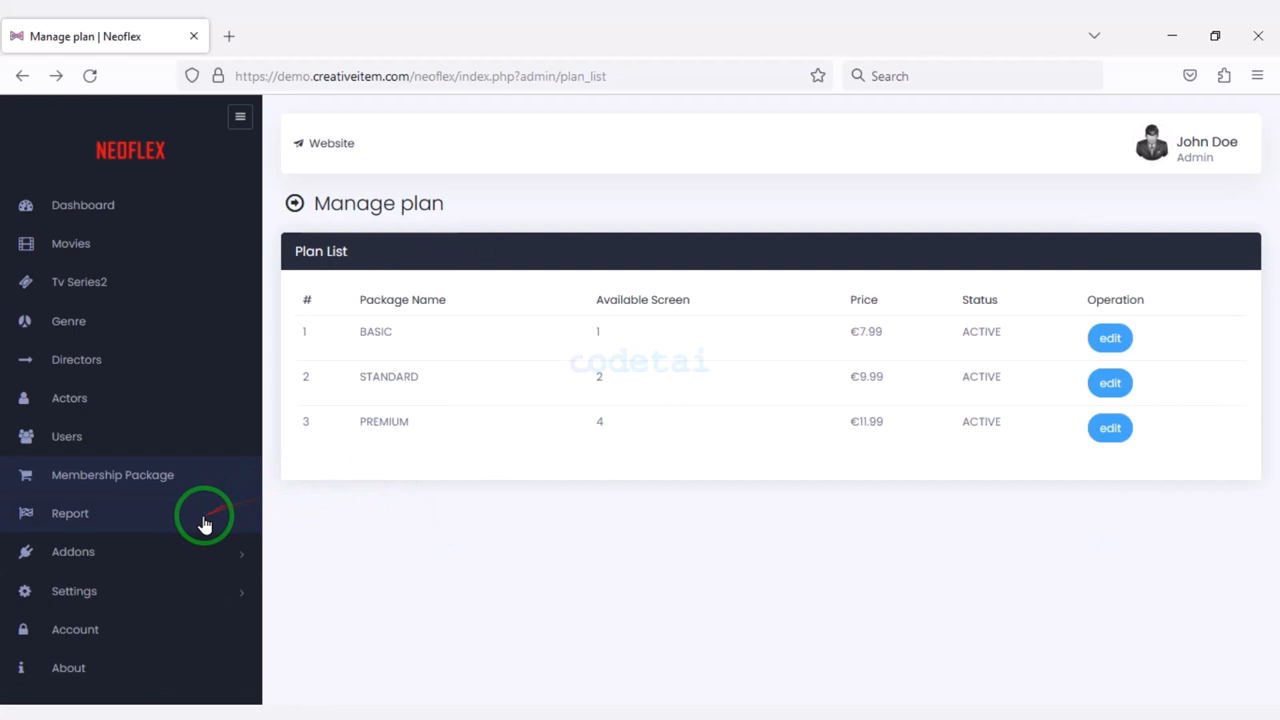 Manage plan | Neoflex
https://demo.creativeitem.com/neoflex/index.php?admin/plan_list
Search
NEOFLEX
Dashboard
Movies
Tv Series2
Genre
Directors
Actors
Users
Membership Package
Report
Addons
Settings
Account
About
Website
John Doe
Admin
Manage plan
Plan List
# Package Name Available Screen Price Status Operation
1 BASIC 1 €7.99 ACTIVE edit
codetai
2 STANDARD 2 €9.99 ACTIVE edit
3 PREMIUM 4 €11.99 ACTIVE edit